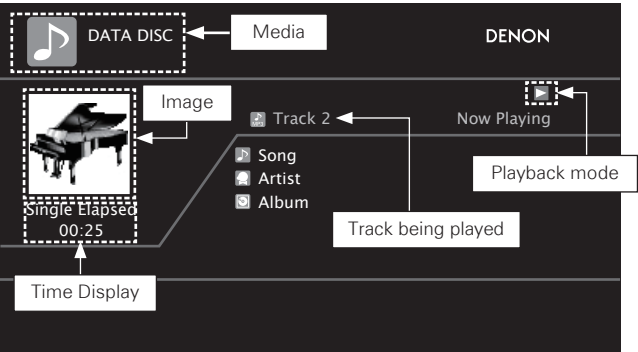 DATA DISC
Media
DENON
Image
MP3
Track 2
Now Playing
Song
Artist
Album
Playback mode
Single Elapsed
00:25
Track being played
Time Display